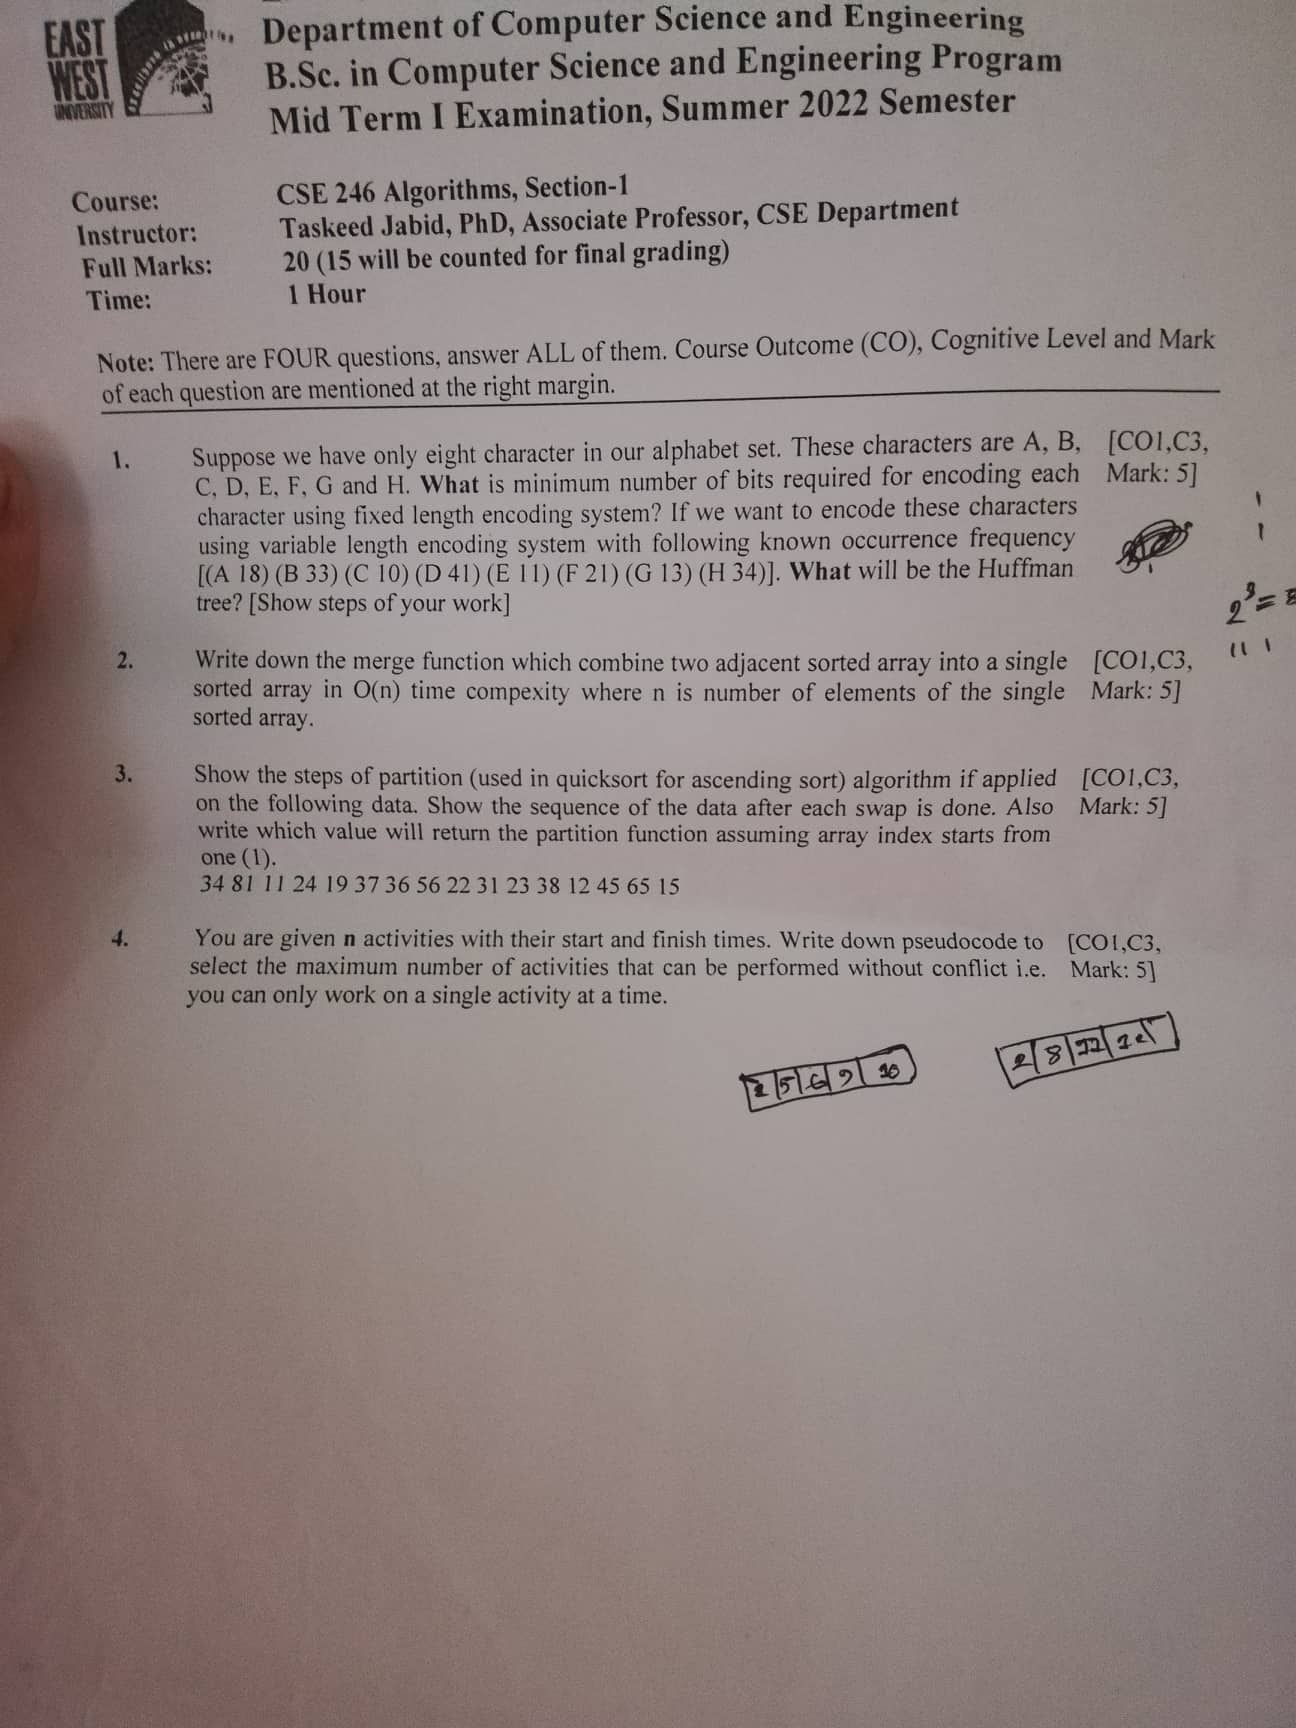 EAST
WEST
UNIVERSITY
Department of Computer Science and Engineering
B.Sc. in Computer Science and Engineering Program
Mid Term I Examination, Summer 2022 Semester
Course: CSE 246 Algorithms, Section-1
Instructor: Taskeed Jabid, PhD, Associate Professor, CSE Department
Full Marks: 20 (15 will be counted for final grading)
Time: 1 Hour
Note: There are FOUR questions, answer ALL of them. Course Outcome (CO), Cognitive Level and Mark
of each question are mentioned at the right margin.
1. Suppose we have only eight character in our alphabet set. These characters are A, B, [CO1,C3,
C, D, E, F, G and H. What is minimum number of bits required for encoding each Mark: 5]
character using fixed length encoding system? If we want to encode these characters
using variable length encoding system with following known occurrence frequency
[(A 18) (B 33) (C 10) (D 41) (E 11) (F 21) (G 13) (H 34)]. What will be the Huffman
tree? [Show steps of your work]
2³=8
111
2. Write down the merge function which combine two adjacent sorted array into a single [CO1,C3,
sorted array in O(n) time compexity where n is number of elements of the single Mark: 5]
sorted array.
3. Show the steps of partition (used in quicksort for ascending sort) algorithm if applied [CO1,C3,
on the following data. Show the sequence of the data after each swap is done. Also Mark: 5]
write which value will return the partition function assuming array index starts from
one (1).
34 81 11 24 19 37 36 56 22 31 23 38 12 45 65 15
4. You are given n activities with their start and finish times. Write down pseudocode to [CO1,C3,
select the maximum number of activities that can be performed without conflict i.e. Mark: 5]
you can only work on a single activity at a time.
5 6 9 10
2 8